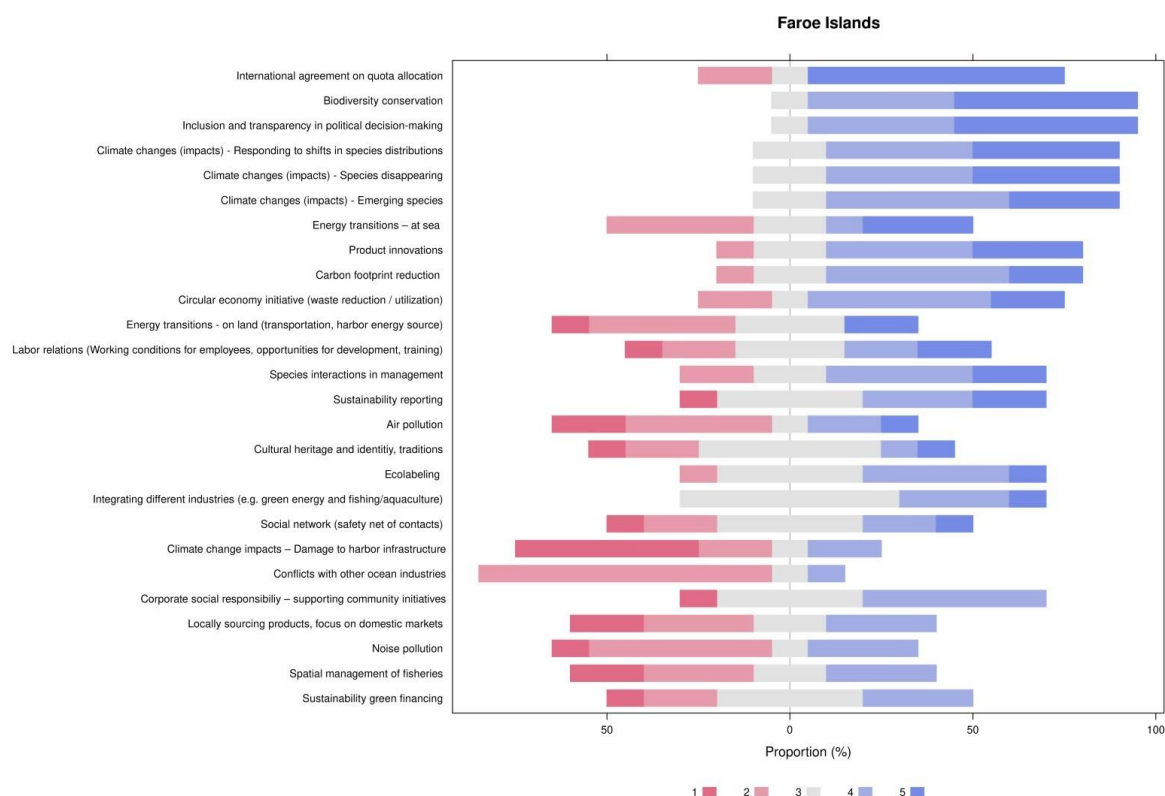 Faroe Islands
International agreement on quota allocation
Biodiversity conservation
Inclusion and transparency in political decision-making
Climate changes (impacts) - Responding to shifts in species distributions
Climate changes (impacts) - Species disappearing
Climate changes (impacts) - Emerging species
Energy transitions – at sea
Product innovations
Carbon footprint reduction
Circular economy initiative (waste reduction / utilization)
Energy transitions - on land (transportation, harbor energy source)
Labor relations (Working conditions for employees, opportunities for development, training)
Species interactions in management
Sustainability reporting
Air pollution
Cultural heritage and identitiy, traditions
Ecolabeling
Integrating different industries (e.g. green energy and fishing/aquaculture)
Social network (safety net of contacts)
Climate change impacts – Damage to harbor infrastructure
Conflicts with other ocean industries
Corporate social responsibiliy – supporting community initiatives
Locally sourcing products, focus on domestic markets
Noise pollution
Spatial management of fisheries
Sustainability green financing
50 0 50 100
Proportion (%)
1 2 3 4 5